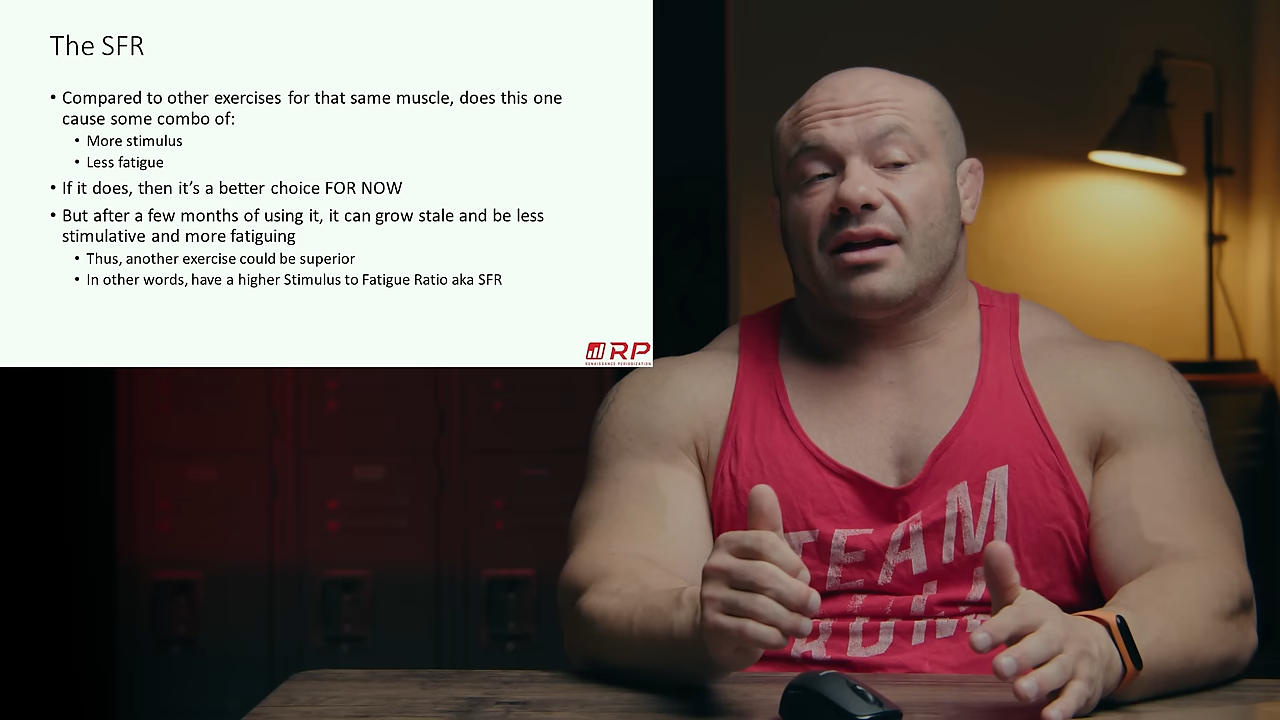 The SFR
• Compared to other exercises for that same muscle, does this one
cause some combo of:
• More stimulus
• Less fatigue
• If it does, then it's a better choice FOR NOW
• But after a few months of using it, it can grow stale and be less
stimulative and more fatiguing
• Thus, another exercise could be superior
• In other words, have a higher Stimulus to Fatigue Ratio aka SFR
RP
RENAISSANCE PERIODIZATION
TEAM